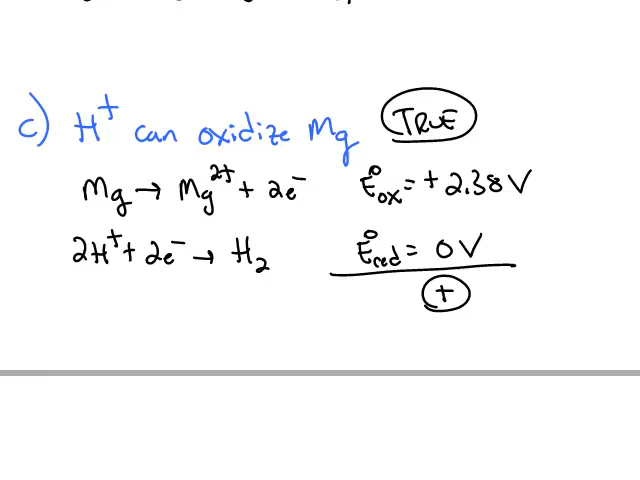 c) H⁺ can oxidize Mg TRUE
Mg → Mg²⁺ + 2e⁻ E°ox = + 2.38 V
2H⁺ + 2e⁻ → H₂ E°red = 0 V
+